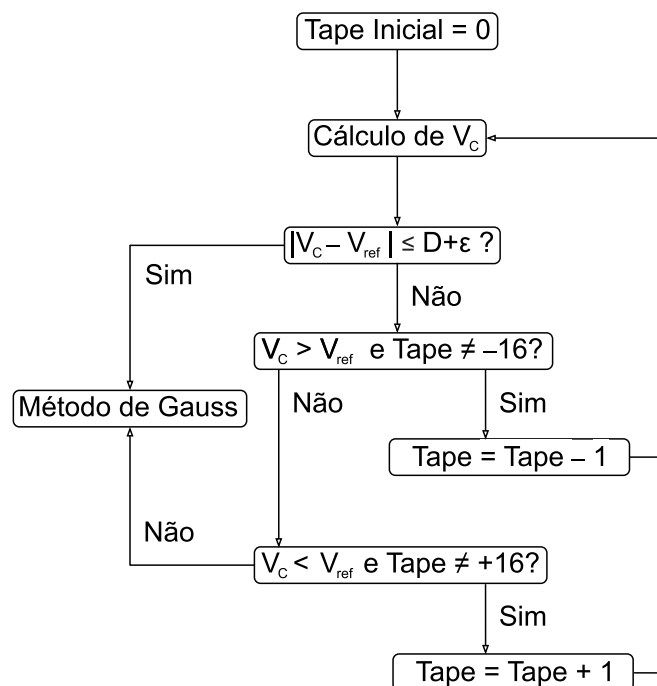 Tape Inicial = 0
Cálculo de V_C
|V_C – V_ref| ≤ D+ε ?
Sim
Não
V_C > V_ref e Tape ≠ –16?
Método de Gauss
Não
Sim
Tape = Tape – 1
Não
V_C < V_ref e Tape ≠ +16?
Sim
Tape = Tape + 1